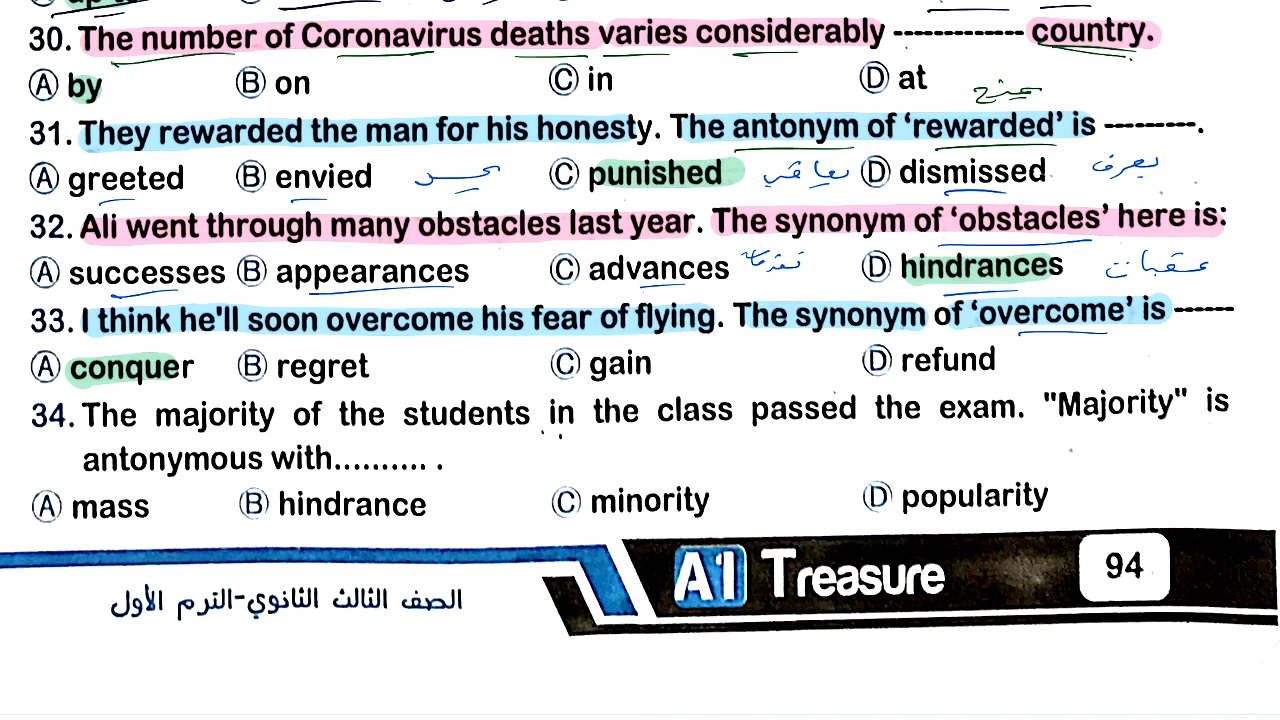 30. The number of Coronavirus deaths varies considerably ------------- country.
Ⓐ by Ⓑ on Ⓒ in Ⓓ at
31. They rewarded the man for his honesty. The antonym of ‘rewarded’ is ---------.
Ⓐ greeted Ⓑ envied Ⓒ punished Ⓓ dismissed
32. Ali went through many obstacles last year. The synonym of ‘obstacles’ here is:
Ⓐ successes Ⓑ appearances Ⓒ advances Ⓓ hindrances عقبات
33. I think he'll soon overcome his fear of flying. The synonym of ‘overcome’ is ------
Ⓐ conquer Ⓑ regret Ⓒ gain Ⓓ refund
34. The majority of the students in the class passed the exam. "Majority" is
antonymous with.......... .
Ⓐ mass Ⓑ hindrance Ⓒ minority Ⓓ popularity
الصف الثالث الثانوي-الترم الأول
A1 Treasure 94